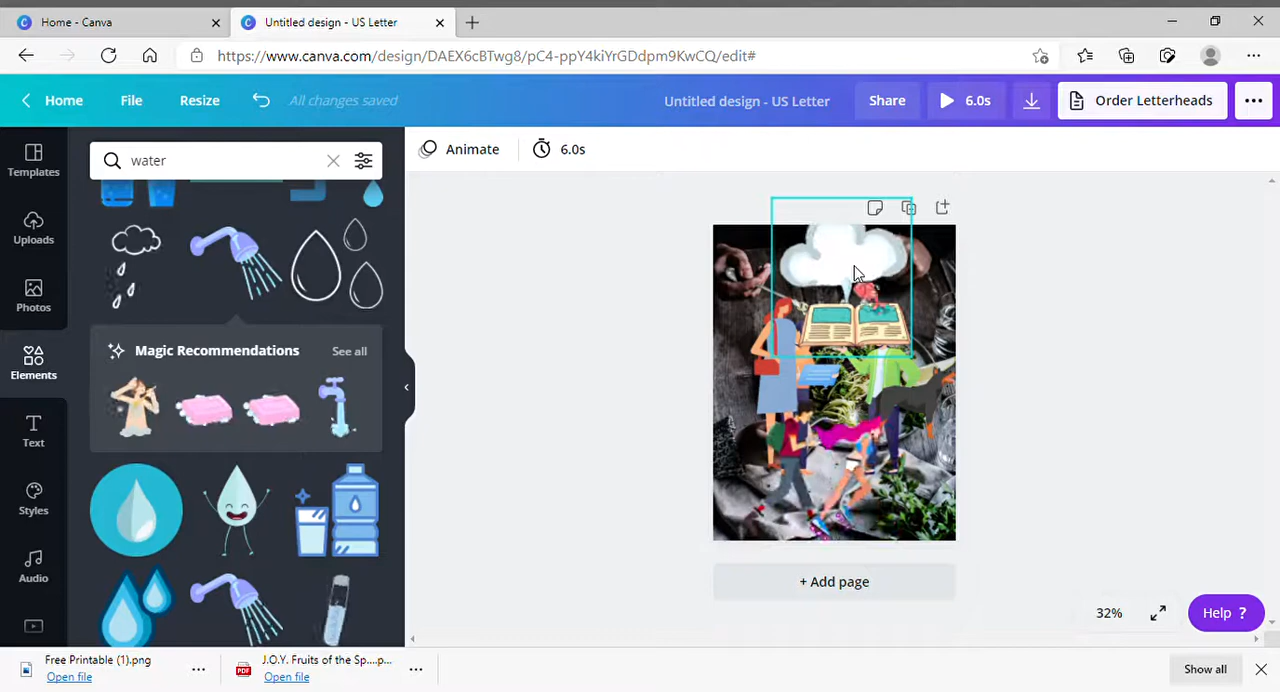 Home - Canva
Untitled design - US Letter
https://www.canva.com/design/DAEX6cBTwg8/pC4-ppY4kiYrGDdpm9KwCQ/edit#
Home
File
Resize
All changes saved
Untitled design - US Letter
Share
6.0s
Order Letterheads
Templates
Uploads
Photos
Elements
Text
Styles
Audio
water
Animate
6.0s
Magic Recommendations
See all
+ Add page
32%
Help ?
Free Printable (1).png
Open file
J.O.Y. Fruits of the Sp....p...
Open file
Show all